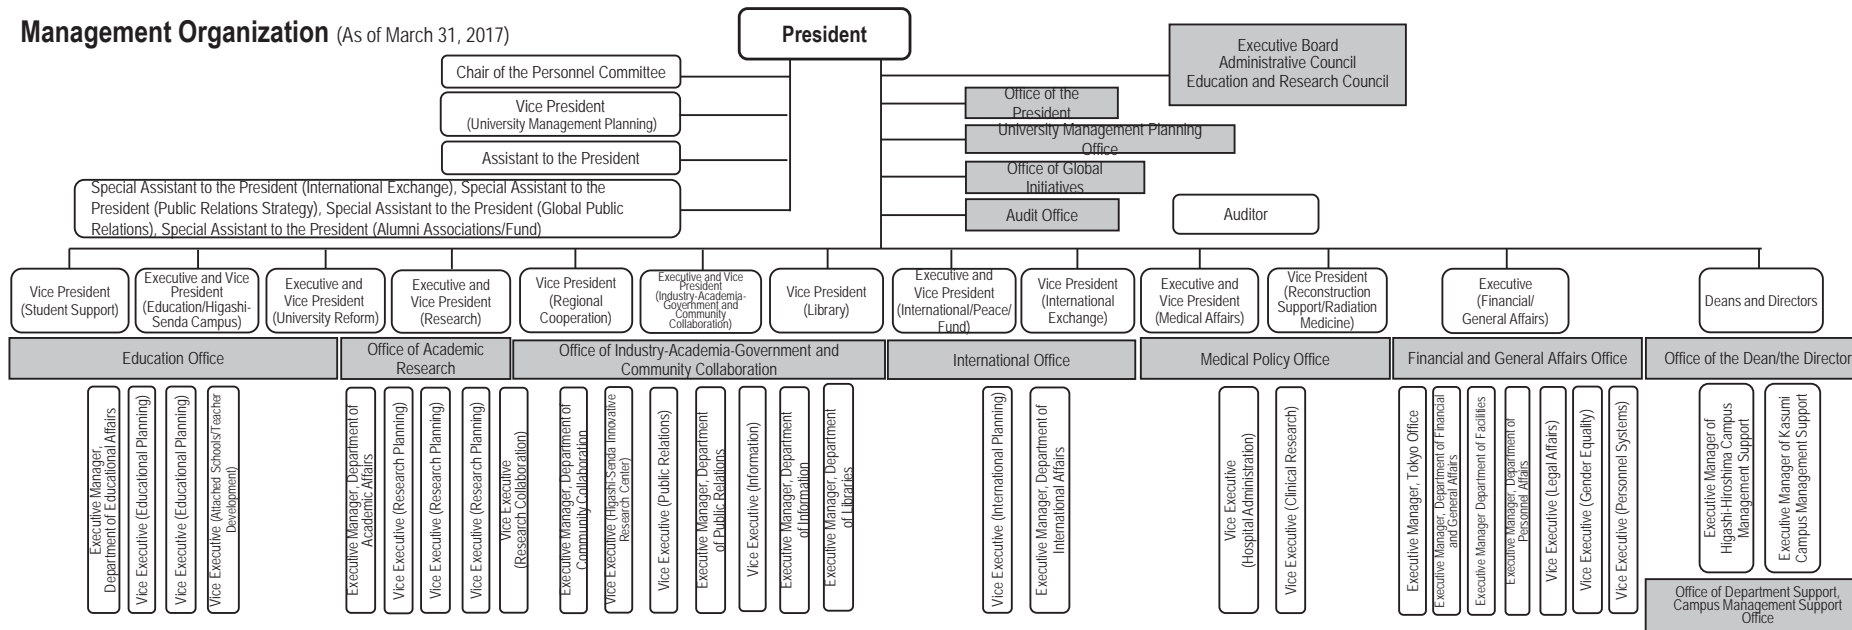 Management Organization (As of March 31, 2017)
President
Executive Board
Administrative Council
Education and Research Council
Chair of the Personnel Committee
Vice President
(University Management Planning)
Assistant to the President
Special Assistant to the President (International Exchange), Special Assistant to the
President (Public Relations Strategy), Special Assistant to the President (Global Public
Relations), Special Assistant to the President (Alumni Associations/Fund)
Office of the
President
University Management Planning
Office
Office of Global
Initiatives
Audit Office
Auditor
Vice President
(Student Support)
Executive and Vice
President
(Education/Higashi-
Senda Campus)
Executive and
Vice President
(University Reform)
Executive and
Vice President
(Research)
Vice President
(Regional
Cooperation)
Executive and Vice
President
(Industry-Academia-
Government and
Community
Collaboration)
Vice President
(Library)
Executive and
Vice President
(International/Peace/
Fund)
Vice President
(International
Exchange)
Executive and
Vice President
(Medical Affairs)
Vice President
(Reconstruction
Support/Radiation
Medicine)
Executive
(Financial/
General Affairs)
Deans and Directors
Education Office
Office of Academic
Research
Office of Industry-Academia-Government and
Community Collaboration
International Office
Medical Policy Office
Financial and General Affairs Office
Office of the Dean/the Director
Executive Manager,
Department of Educational Affairs
Vice Executive (Educational Planning)
Vice Executive (Educational Planning)
Vice Executive (Attached Schools/Teacher
Development)
Executive Manager, Department of
Academic Affairs
Vice Executive (Research Planning)
Vice Executive (Research Planning)
Vice Executive (Research Planning)
Vice Executive
(Research Collaboration)
Executive Manager, Department of
Community Collaboration
Vice Executive (Higashi-Senda Innovative
Research Center)
Vice Executive (Public Relations)
Executive Manager, Department
of Public Relations
Vice Executive (Information)
Executive Manager, Department
of Information
Executive Manager, Department
of Libraries
Vice Executive (International Planning)
Executive Manager, Department of
International Affairs
Vice Executive
(Hospital Administration)
Vice Executive (Clinical Research)
Executive Manager, Tokyo Office
Executive Manager, Department of Financial
and General Affairs
Executive Manager Department of Facilities
Executive Manager, Department of
Personnel Affairs
Vice Executive (Legal Affairs)
Vice Executive (Gender Equality)
Vice Executive (Personnel Systems)
Executive Manager of
Higashi-Hiroshima Campus
Management Support
Executive Manager of Kasumi
Campus Management Support
Office of Department Support,
Campus Management Support
Office